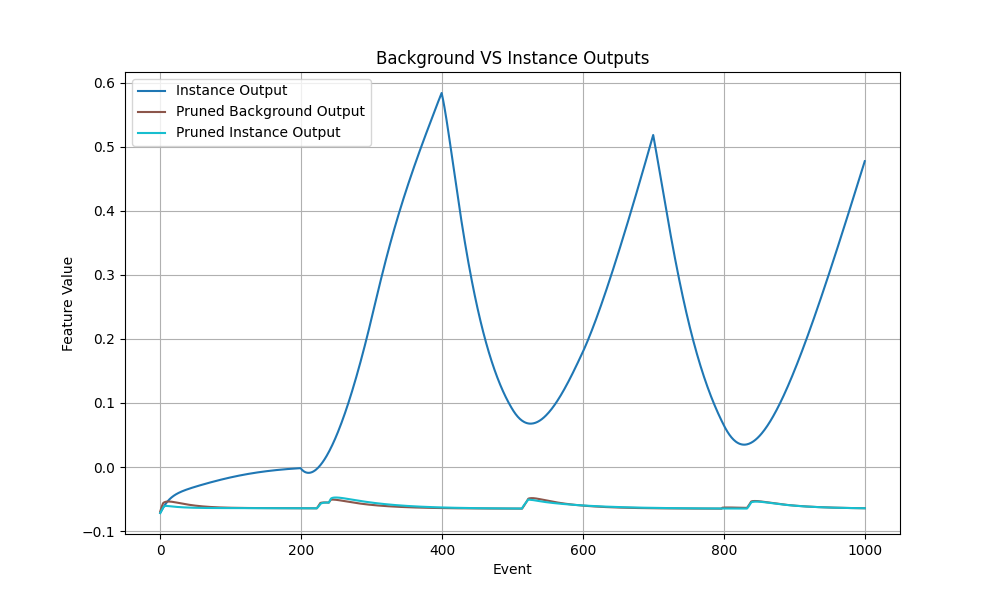 Background VS Instance Outputs
Instance Output
Pruned Background Output
Pruned Instance Output
Feature Value
0.6
0.5
0.4
0.3
0.2
0.1
0.0
−0.1
0 200 400 600 800 1000
Event